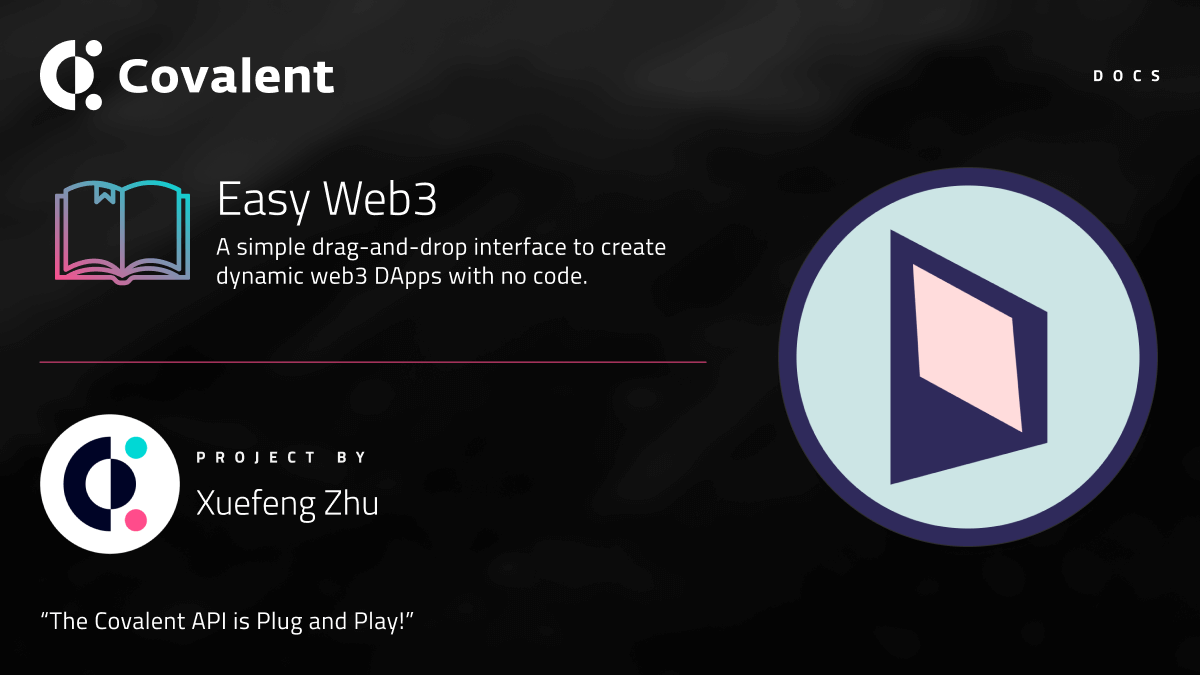 Covalent
DOCS
Easy Web3
A simple drag-and-drop interface to create
dynamic web3 DApps with no code.
PROJECT BY
Xuefeng Zhu
“The Covalent API is Plug and Play!”